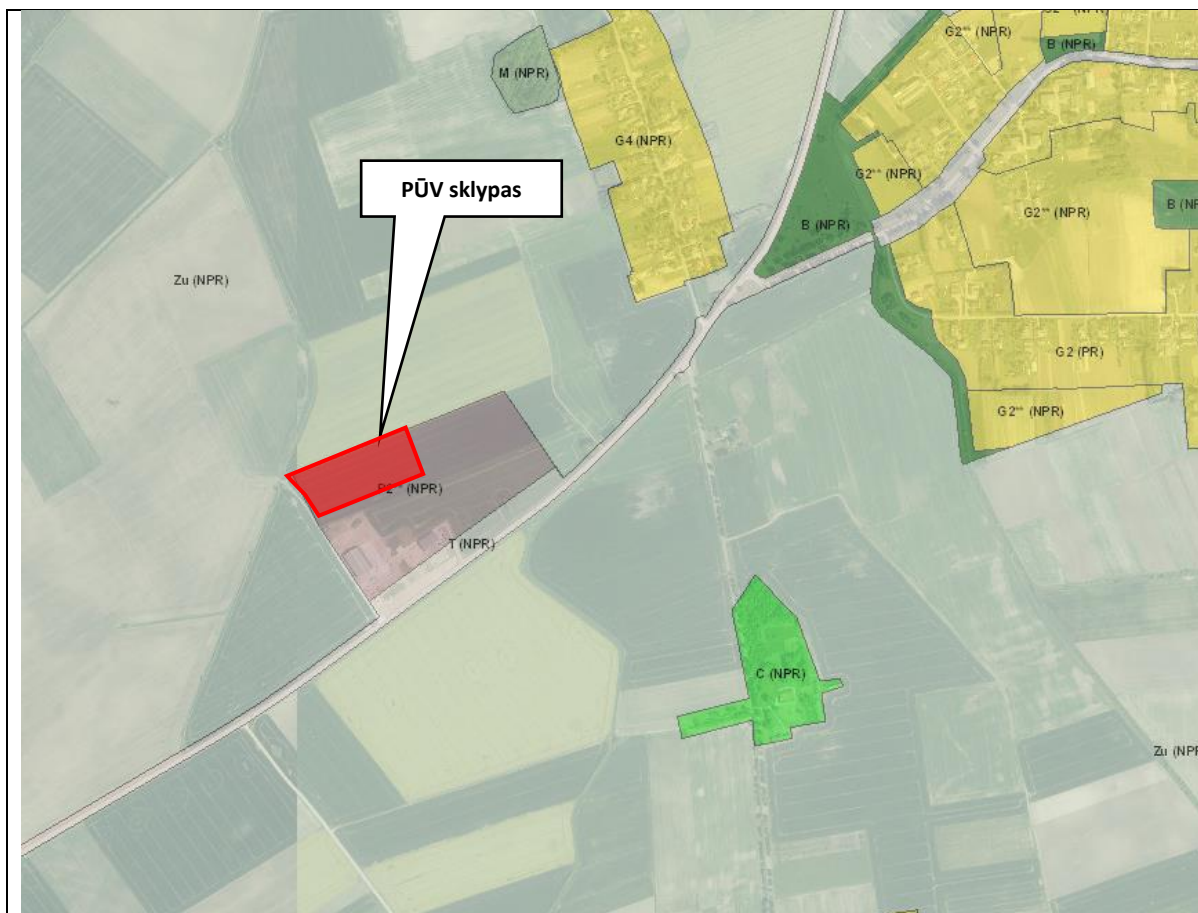 G2** (NPR)
B (NPR)
M (NPR)
G4 (NPR)
PŪV sklypas
G2** (NPR)
G2** (NPR)
B (NPR)
Zu (NPR)
G2 (PR)
G2** (NPR)
(NPR)
T (NPR)
C (NPR)